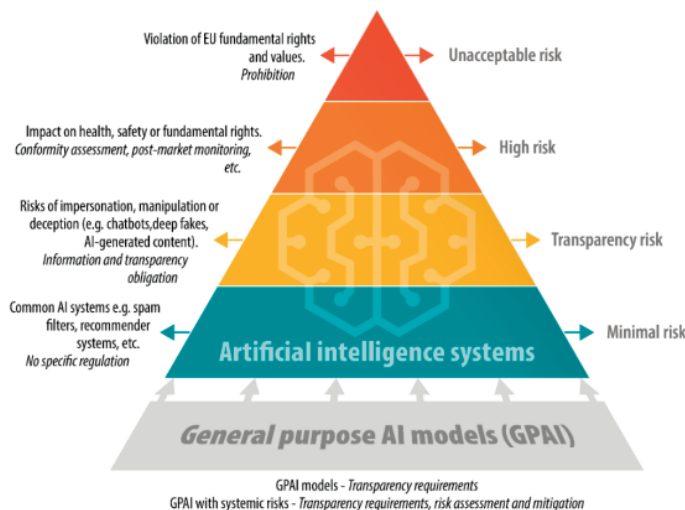 Violation of EU fundamental rights
and values.
Prohibition
Unacceptable risk
Impact on health, safety or fundamental rights.
Conformity assessment, post-market monitoring,
etc.
High risk
Risks of impersonation, manipulation or
deception (e.g. chatbots,deep fakes,
AI-generated content).
Information and transparency
obligation
Transparency risk
Common AI systems e.g. spam
filters, recommender
systems, etc.
No specific regulation
Minimal risk
Artificial intelligence systems
General purpose AI models (GPAI)
GPAI models - Transparency requirements
GPAI with systemic risks - Transparency requirements, risk assessment and mitigation